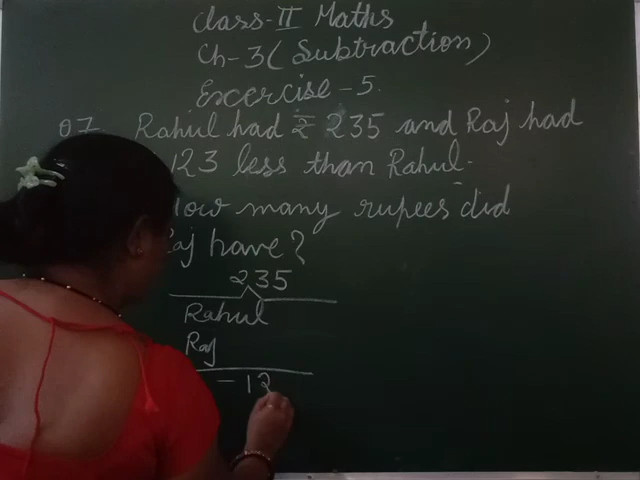 Class-II Maths
Ch-3 (Subtraction)
Excercise-5.
Q7 Rahul had ₹ 235 and Raj had
123 less than Rahul.
How many rupees did
Raj have?
235
Rahul
Raj
-12